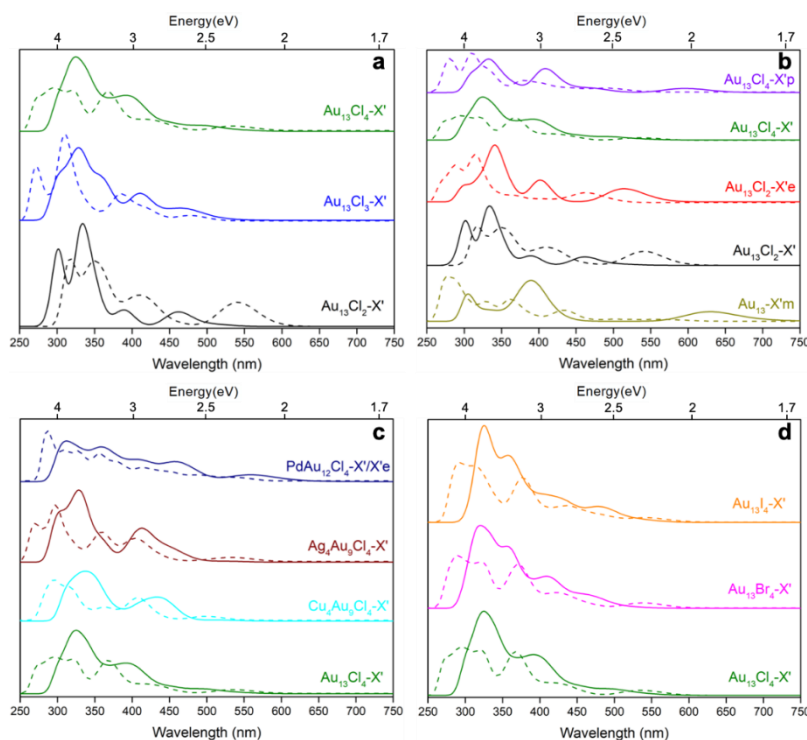 Energy(eV)
4 3 2.5 2 1.7
a
Au₁₃Cl₄-X'
Au₁₃Cl₃-X'
Au₁₃Cl₂-X'
250 300 350 400 450 500 550 600 650 700 750
Wavelength (nm)
Energy(eV)
4 3 2.5 2 1.7
b
Au₁₃Cl₄-X'p
Au₁₃Cl₄-X'
Au₁₃Cl₂-X'e
Au₁₃Cl₂-X'
Au₁₃-X'm
250 300 350 400 450 500 550 600 650 700 750
Wavelength (nm)
Energy(eV)
4 3 2.5 2 1.7
c
PdAu₁₂Cl₄-X'/X'e
Ag₄Au₉Cl₄-X'
Cu₄Au₉Cl₄-X'
Au₁₃Cl₄-X'
250 300 350 400 450 500 550 600 650 700 750
Wavelength (nm)
Energy(eV)
4 3 2.5 2 1.7
d
Au₁₃I₄-X'
Au₁₃Br₄-X'
Au₁₃Cl₄-X'
250 300 350 400 450 500 550 600 650 700 750
Wavelength (nm)